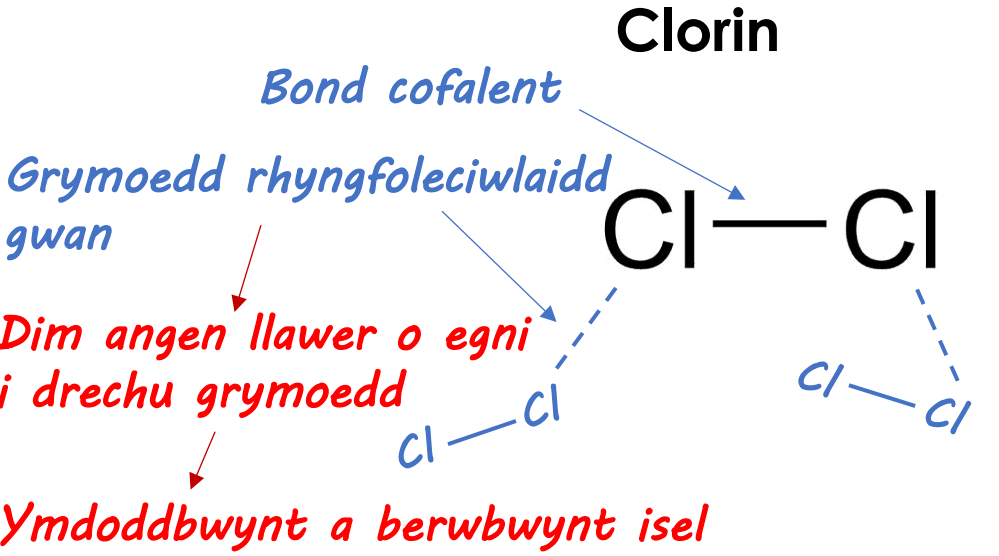 Clorin
Bond cofalent
Grymoedd rhyngfoleciwlaidd
gwan
Cl Cl
Dim angen llawer o egni
i drechu grymoedd
Cl Cl
Cl Cl
Ymdoddbwynt a berwbwynt isel